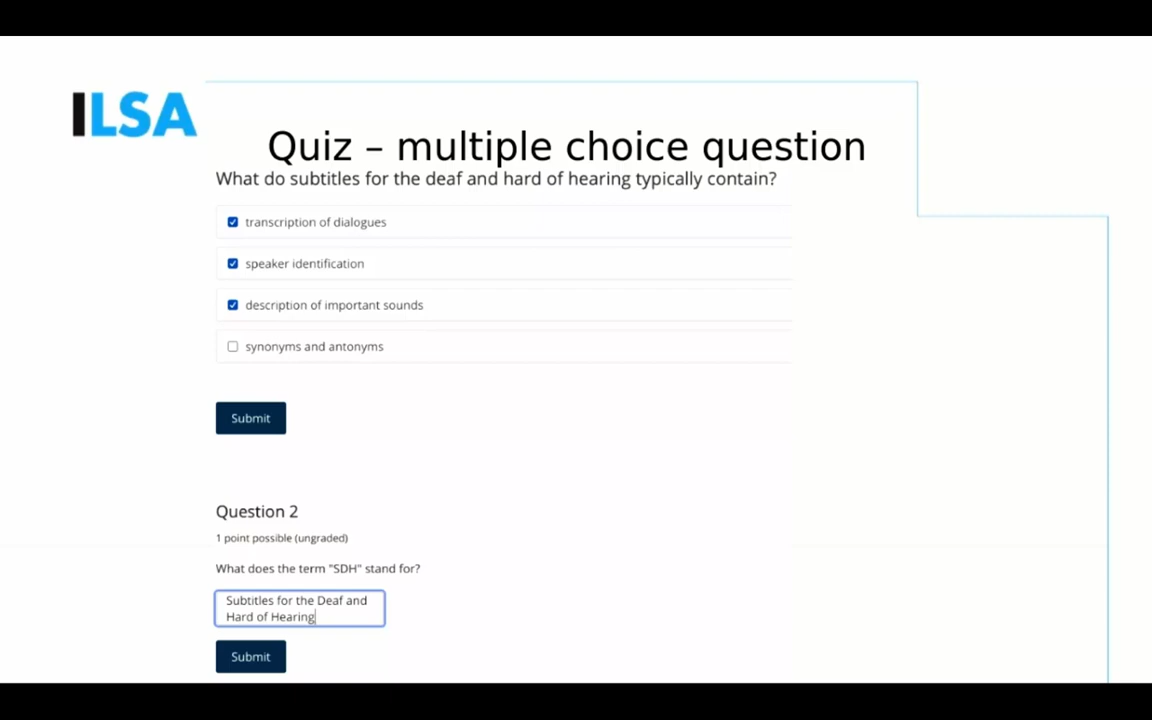 ILSA
Quiz – multiple choice question
What do subtitles for the deaf and hard of hearing typically contain?
transcription of dialogues
speaker identification
description of important sounds
synonyms and antonyms
Submit
Question 2
1 point possible (ungraded)
What does the term "SDH" stand for?
Subtitles for the Deaf and
Hard of Hearing
Submit